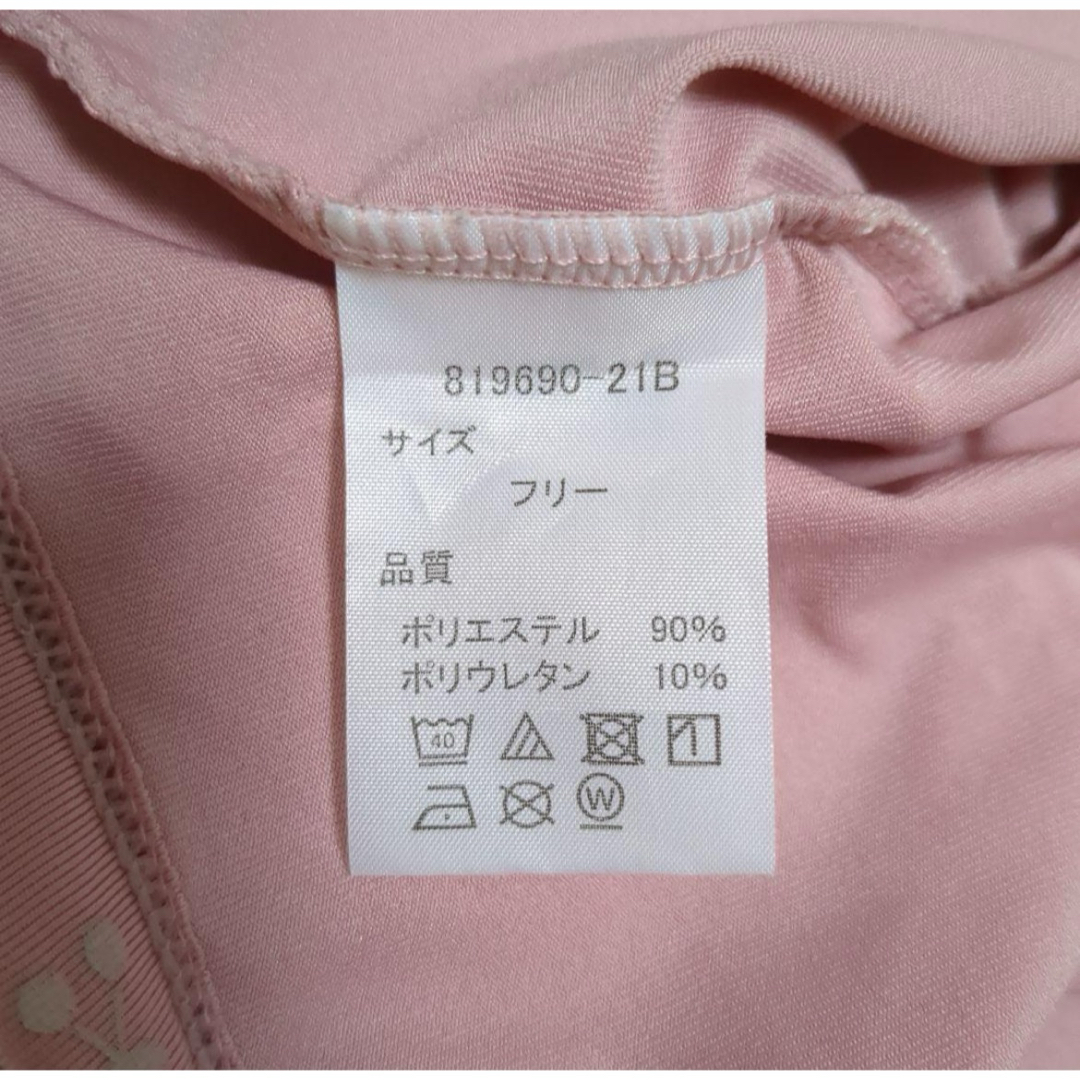 819690-21B
サイズ
フリー
品質
ポリエステル 90%
ポリウレタン 10%
40
W